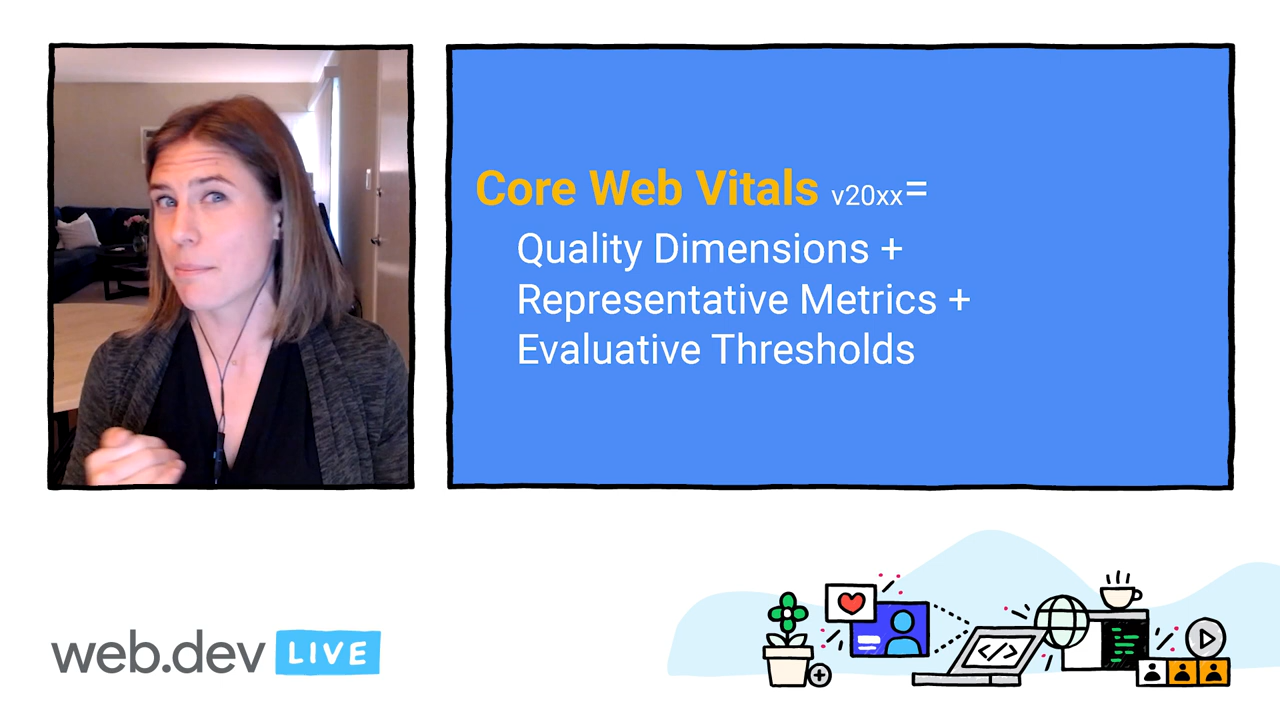 Core Web Vitals v20xx=
Quality Dimensions +
Representative Metrics +
Evaluative Thresholds
web.dev LIVE
</>